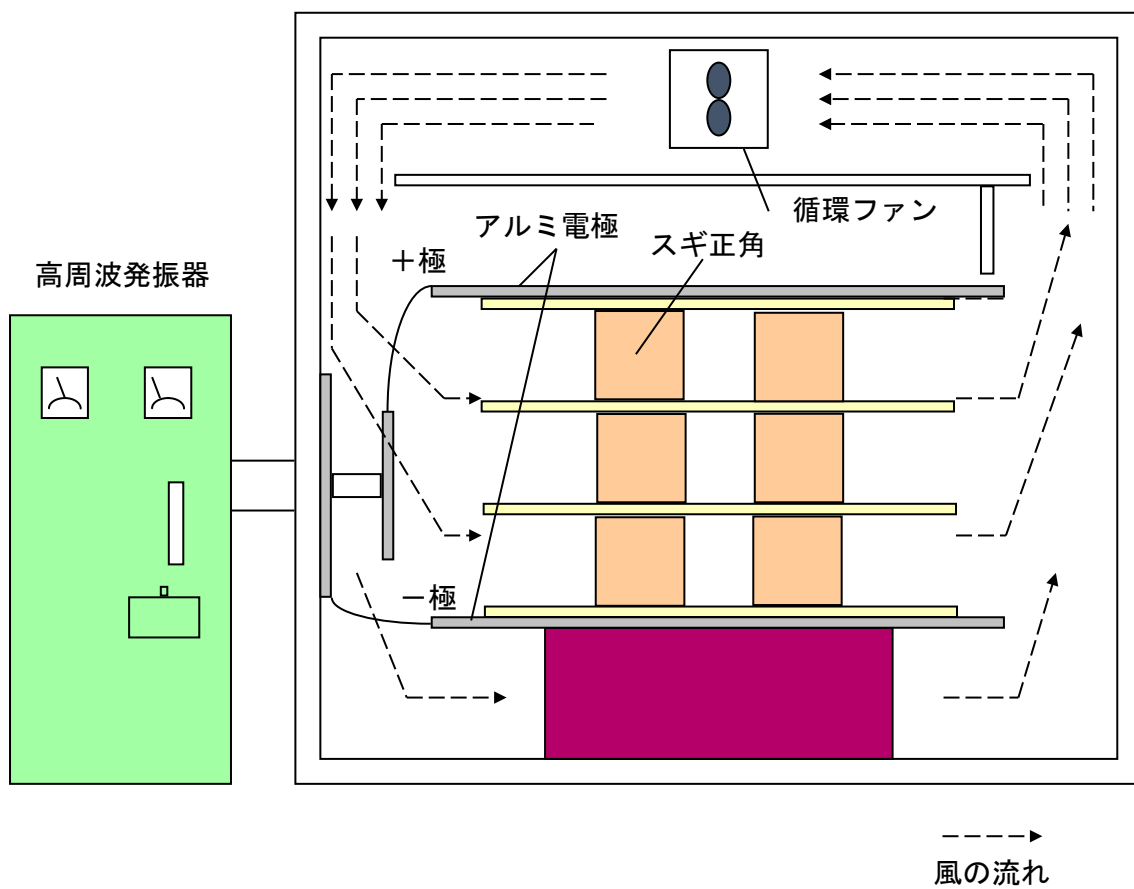 循環ファン
アルミ電極
スギ正角
＋極
高周波発振器
－極
風の流れ